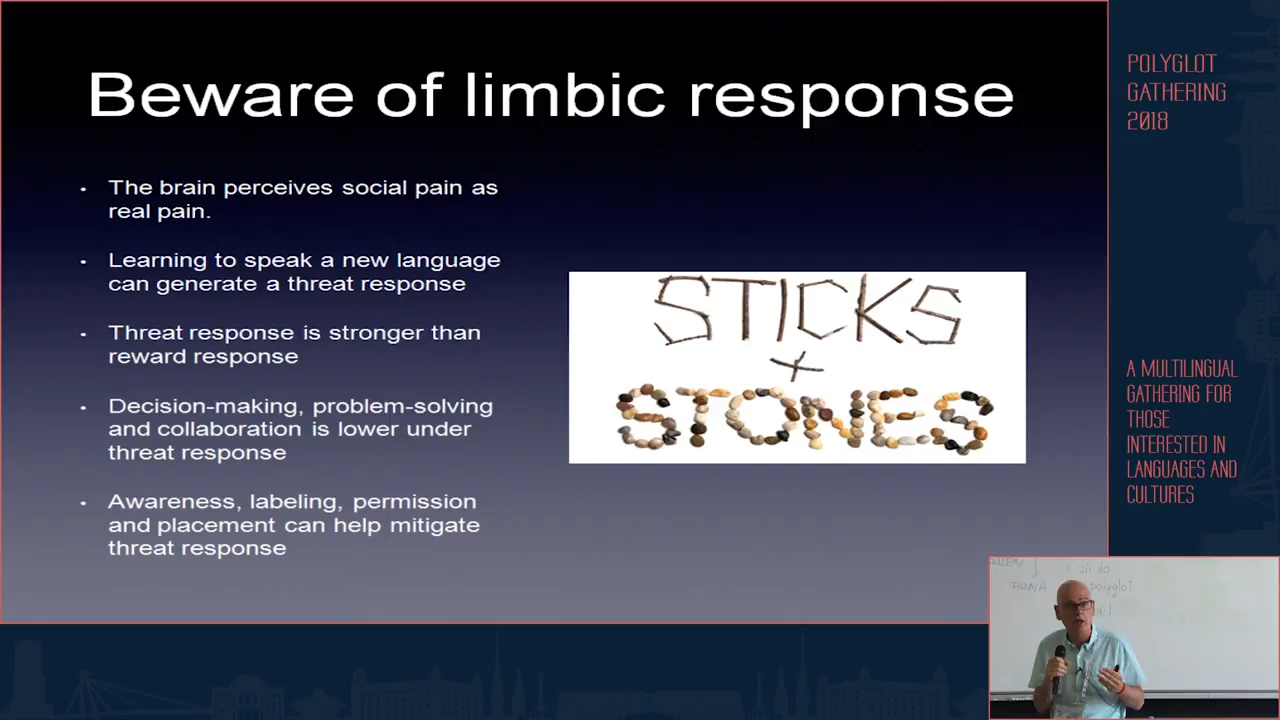 Beware of limbic response
• The brain perceives social pain as
real pain.
• Learning to speak a new language
can generate a threat response
• Threat response is stronger than
reward response
• Decision-making, problem-solving
and collaboration is lower under
threat response
• Awareness, labeling, permission
and placement can help mitigate
threat response
STICKS
+
STONES
POLYGLOT
GATHERING
2018
A MULTILINGUAL
GATHERING FOR
THOSE
INTERESTED IN
LANGUAGES AND
CULTURES
polyglot